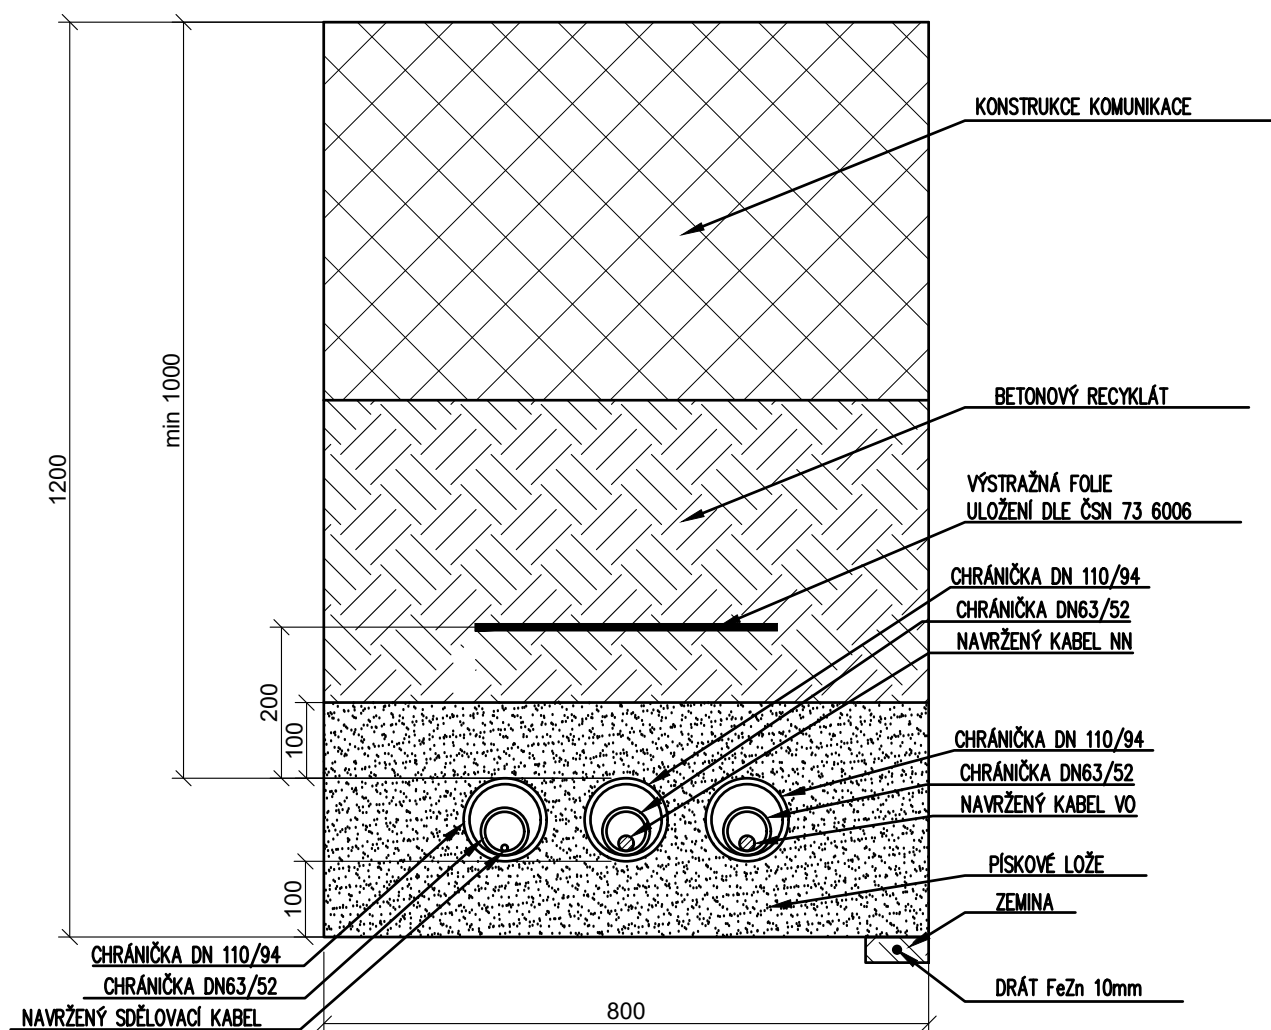 KONSTRUKCE KOMUNIKACE
min 1000
BETONOVÝ RECYKLÁT
1200
VÝSTRAŽNÁ FOLIE
ULOŽENÍ DLE ČSN 73 6006
CHRÁNIČKA DN 110/94
CHRÁNIČKA DN63/52
NAVRŽENÝ KABEL NN
200
100
CHRÁNIČKA DN 110/94
CHRÁNIČKA DN63/52
NAVRŽENÝ KABEL VO
PÍSKOVÉ LOŽE
100
ZEMINA
CHRÁNIČKA DN 110/94
CHRÁNIČKA DN63/52
DRÁT FeZn 10mm
NAVRŽENÝ SDĚLOVACÍ KABEL
800